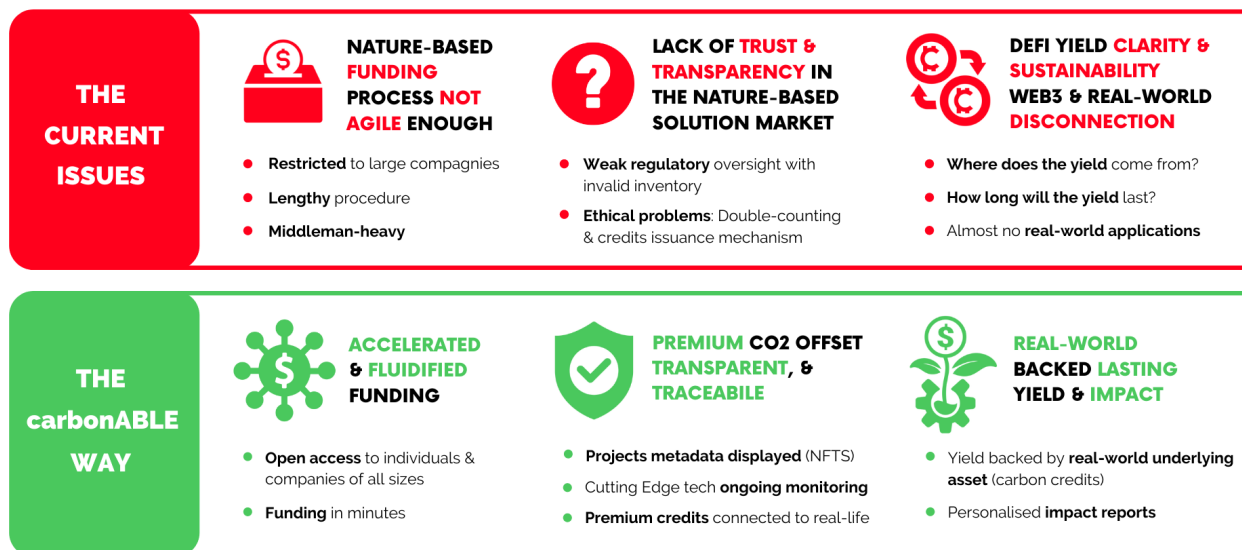 THE
CURRENT
ISSUES
NATURE-BASED
FUNDING
PROCESS NOT
AGILE ENOUGH
Restricted to large compagnies
Lengthy procedure
Middleman-heavy
LACK OF TRUST &
TRANSPARENCY IN
THE NATURE-BASED
SOLUTION MARKET
Weak regulatory oversight with
invalid inventory
Ethical problems: Double-counting
& credits issuance mechanism
DEFI YIELD CLARITY &
SUSTAINABILITY
WEB3 & REAL-WORLD
DISCONNECTION
Where does the yield come from?
How long will the yield last?
Almost no real-world applications
THE
carbonABLE
WAY
ACCELERATED
& FLUIDIFIED
FUNDING
Open access to individuals &
companies of all sizes
Funding in minutes
PREMIUM CO2 OFFSET
TRANSPARENT, &
TRACEABILE
Projects metadata displayed (NFTS)
Cutting Edge tech ongoing monitoring
Premium credits connected to real-life
REAL-WORLD
BACKED LASTING
YIELD & IMPACT
Yield backed by real-world underlying
asset (carbon credits)
Personalised impact reports